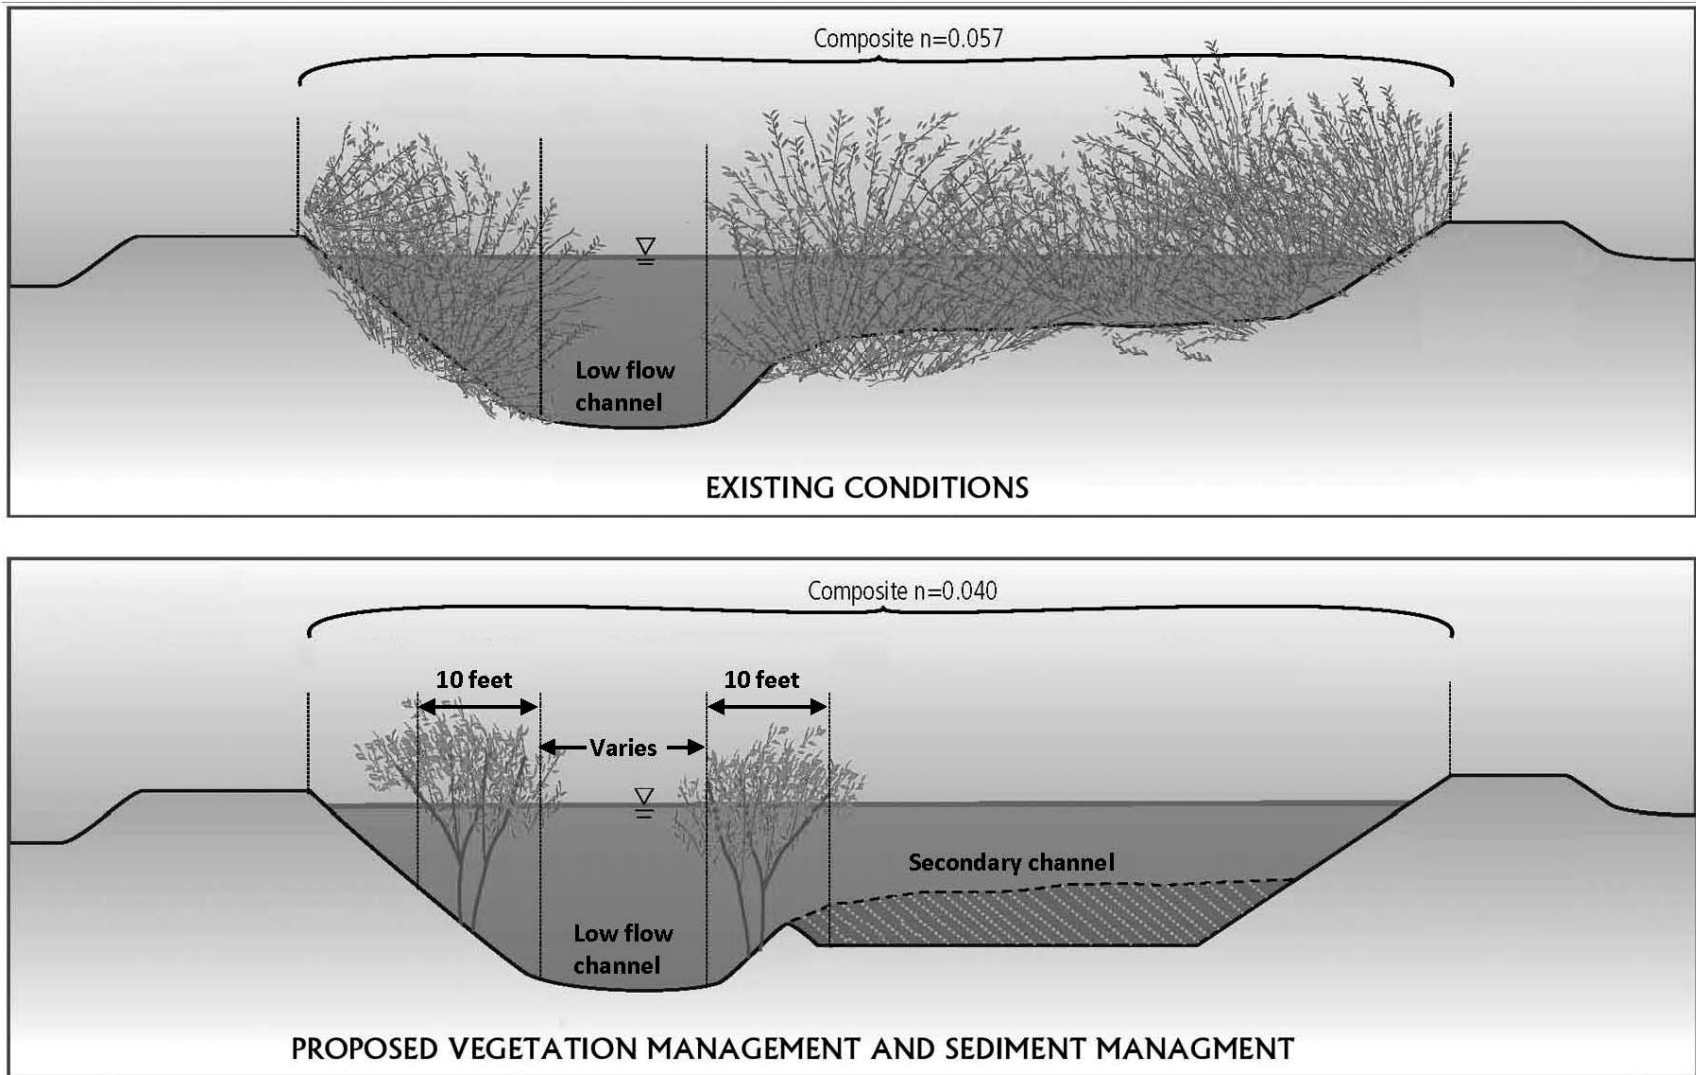 Composite n=0.057
Low flow
channel
EXISTING CONDITIONS
Composite n=0.040
10 feet
10 feet
Varies
Secondary channel
Low flow
channel
PROPOSED VEGETATION MANAGEMENT AND SEDIMENT MANAGMENT